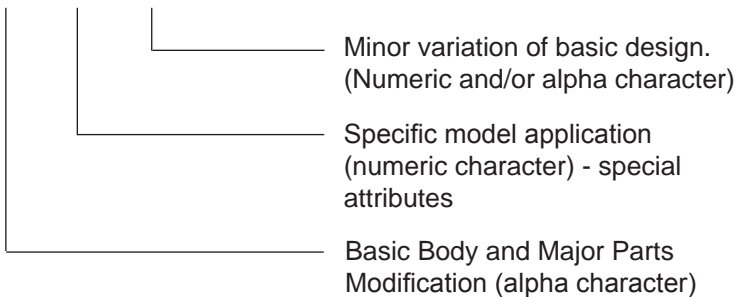 Minor variation of basic design.
(Numeric and/or alpha character)
Specific model application
(numeric character) - special
attributes
Basic Body and Major Parts
Modification (alpha character)